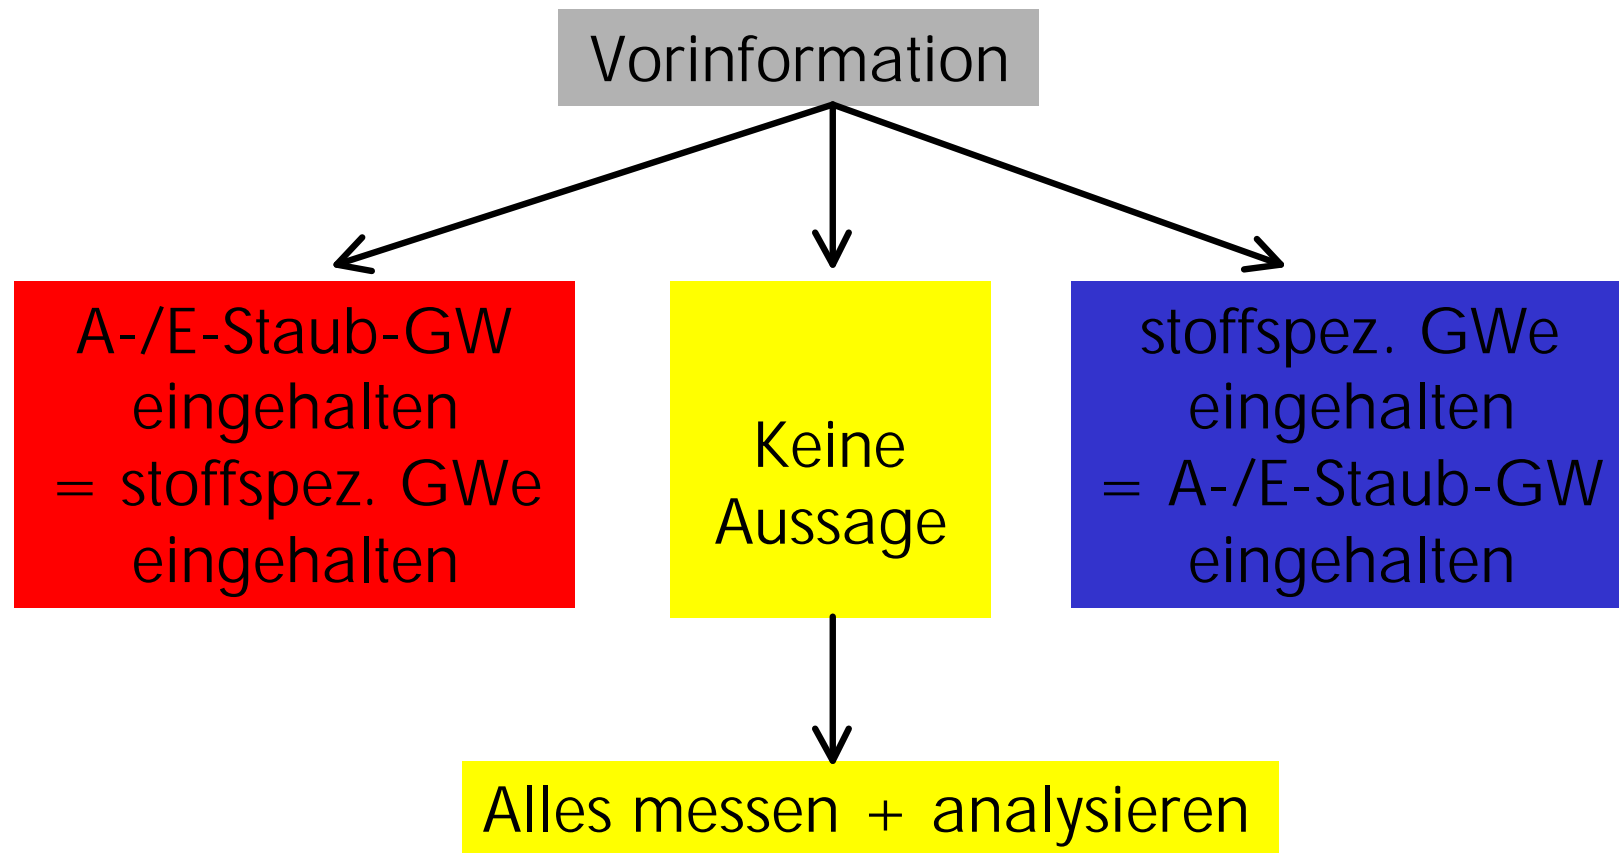 Vorinformation
A-/E-Staub-GW
eingehalten
= stoffspez. GWe
eingehalten
Keine
Aussage
stoffspez. GWe
eingehalten
= A-/E-Staub-GW
eingehalten
Alles messen + analysieren